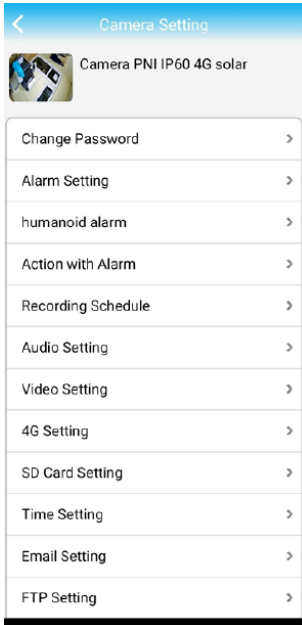 Camera Setting
Camera PNI IP60 4G solar
Change Password
Alarm Setting
humanoid alarm
Action with Alarm
Recording Schedule
Audio Setting
Video Setting
4G Setting
SD Card Setting
Time Setting
Email Setting
FTP Setting